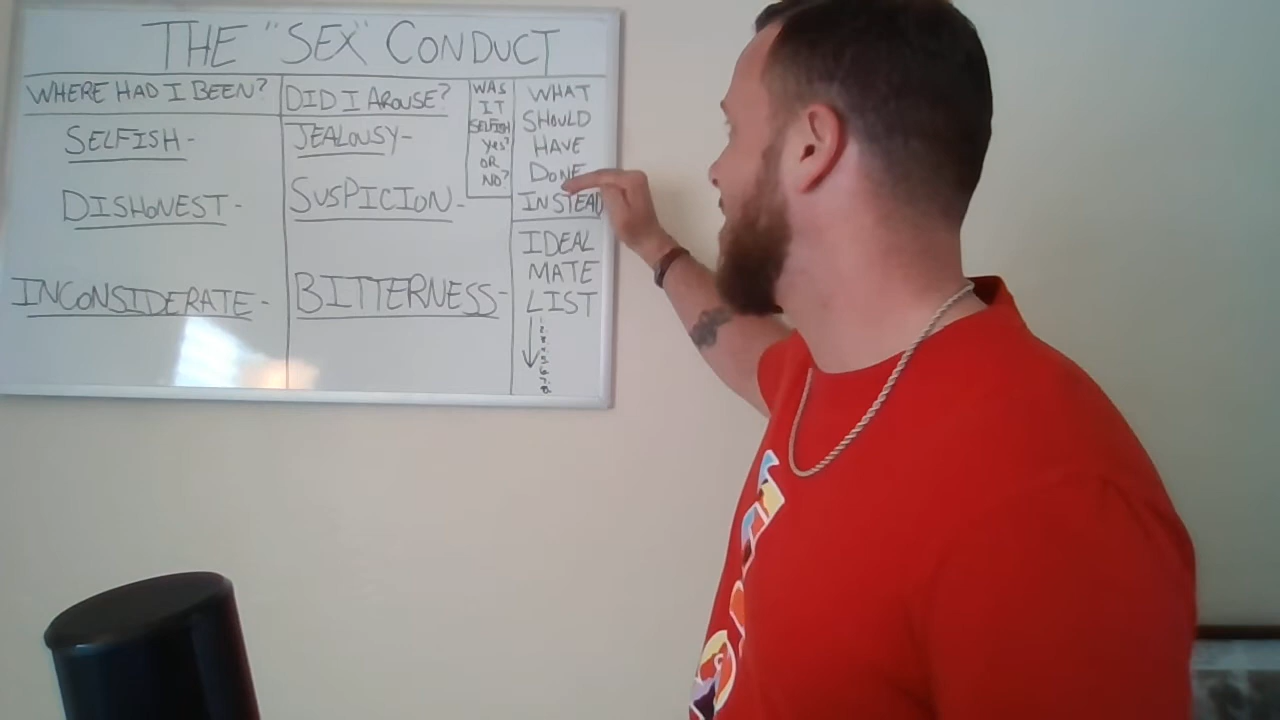 THE "SEX" CONDUCT
WHERE HAD I BEEN?
SELFISH-
DISHONEST-
INCONSIDERATE-
DID I AROUSE?
JEALOUSY-
SUSPICION-
BITTERNESS-
WAS
IT
SELFISH
Yes?
OR
NO?
WHAT
SHOULD
HAVE
DONE
INSTEAD
IDEAL
MATE
LIST